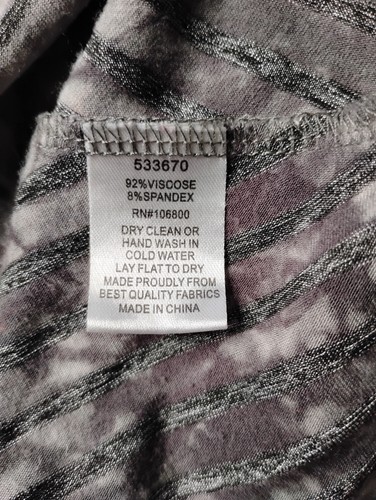 533670
92%VISCOSE
8%SPANDEX
RN#106800
DRY CLEAN OR
HAND WASH IN
COLD WATER
LAY FLAT TO DRY
MADE PROUDLY FROM
BEST QUALITY FABRICS
MADE IN CHINA